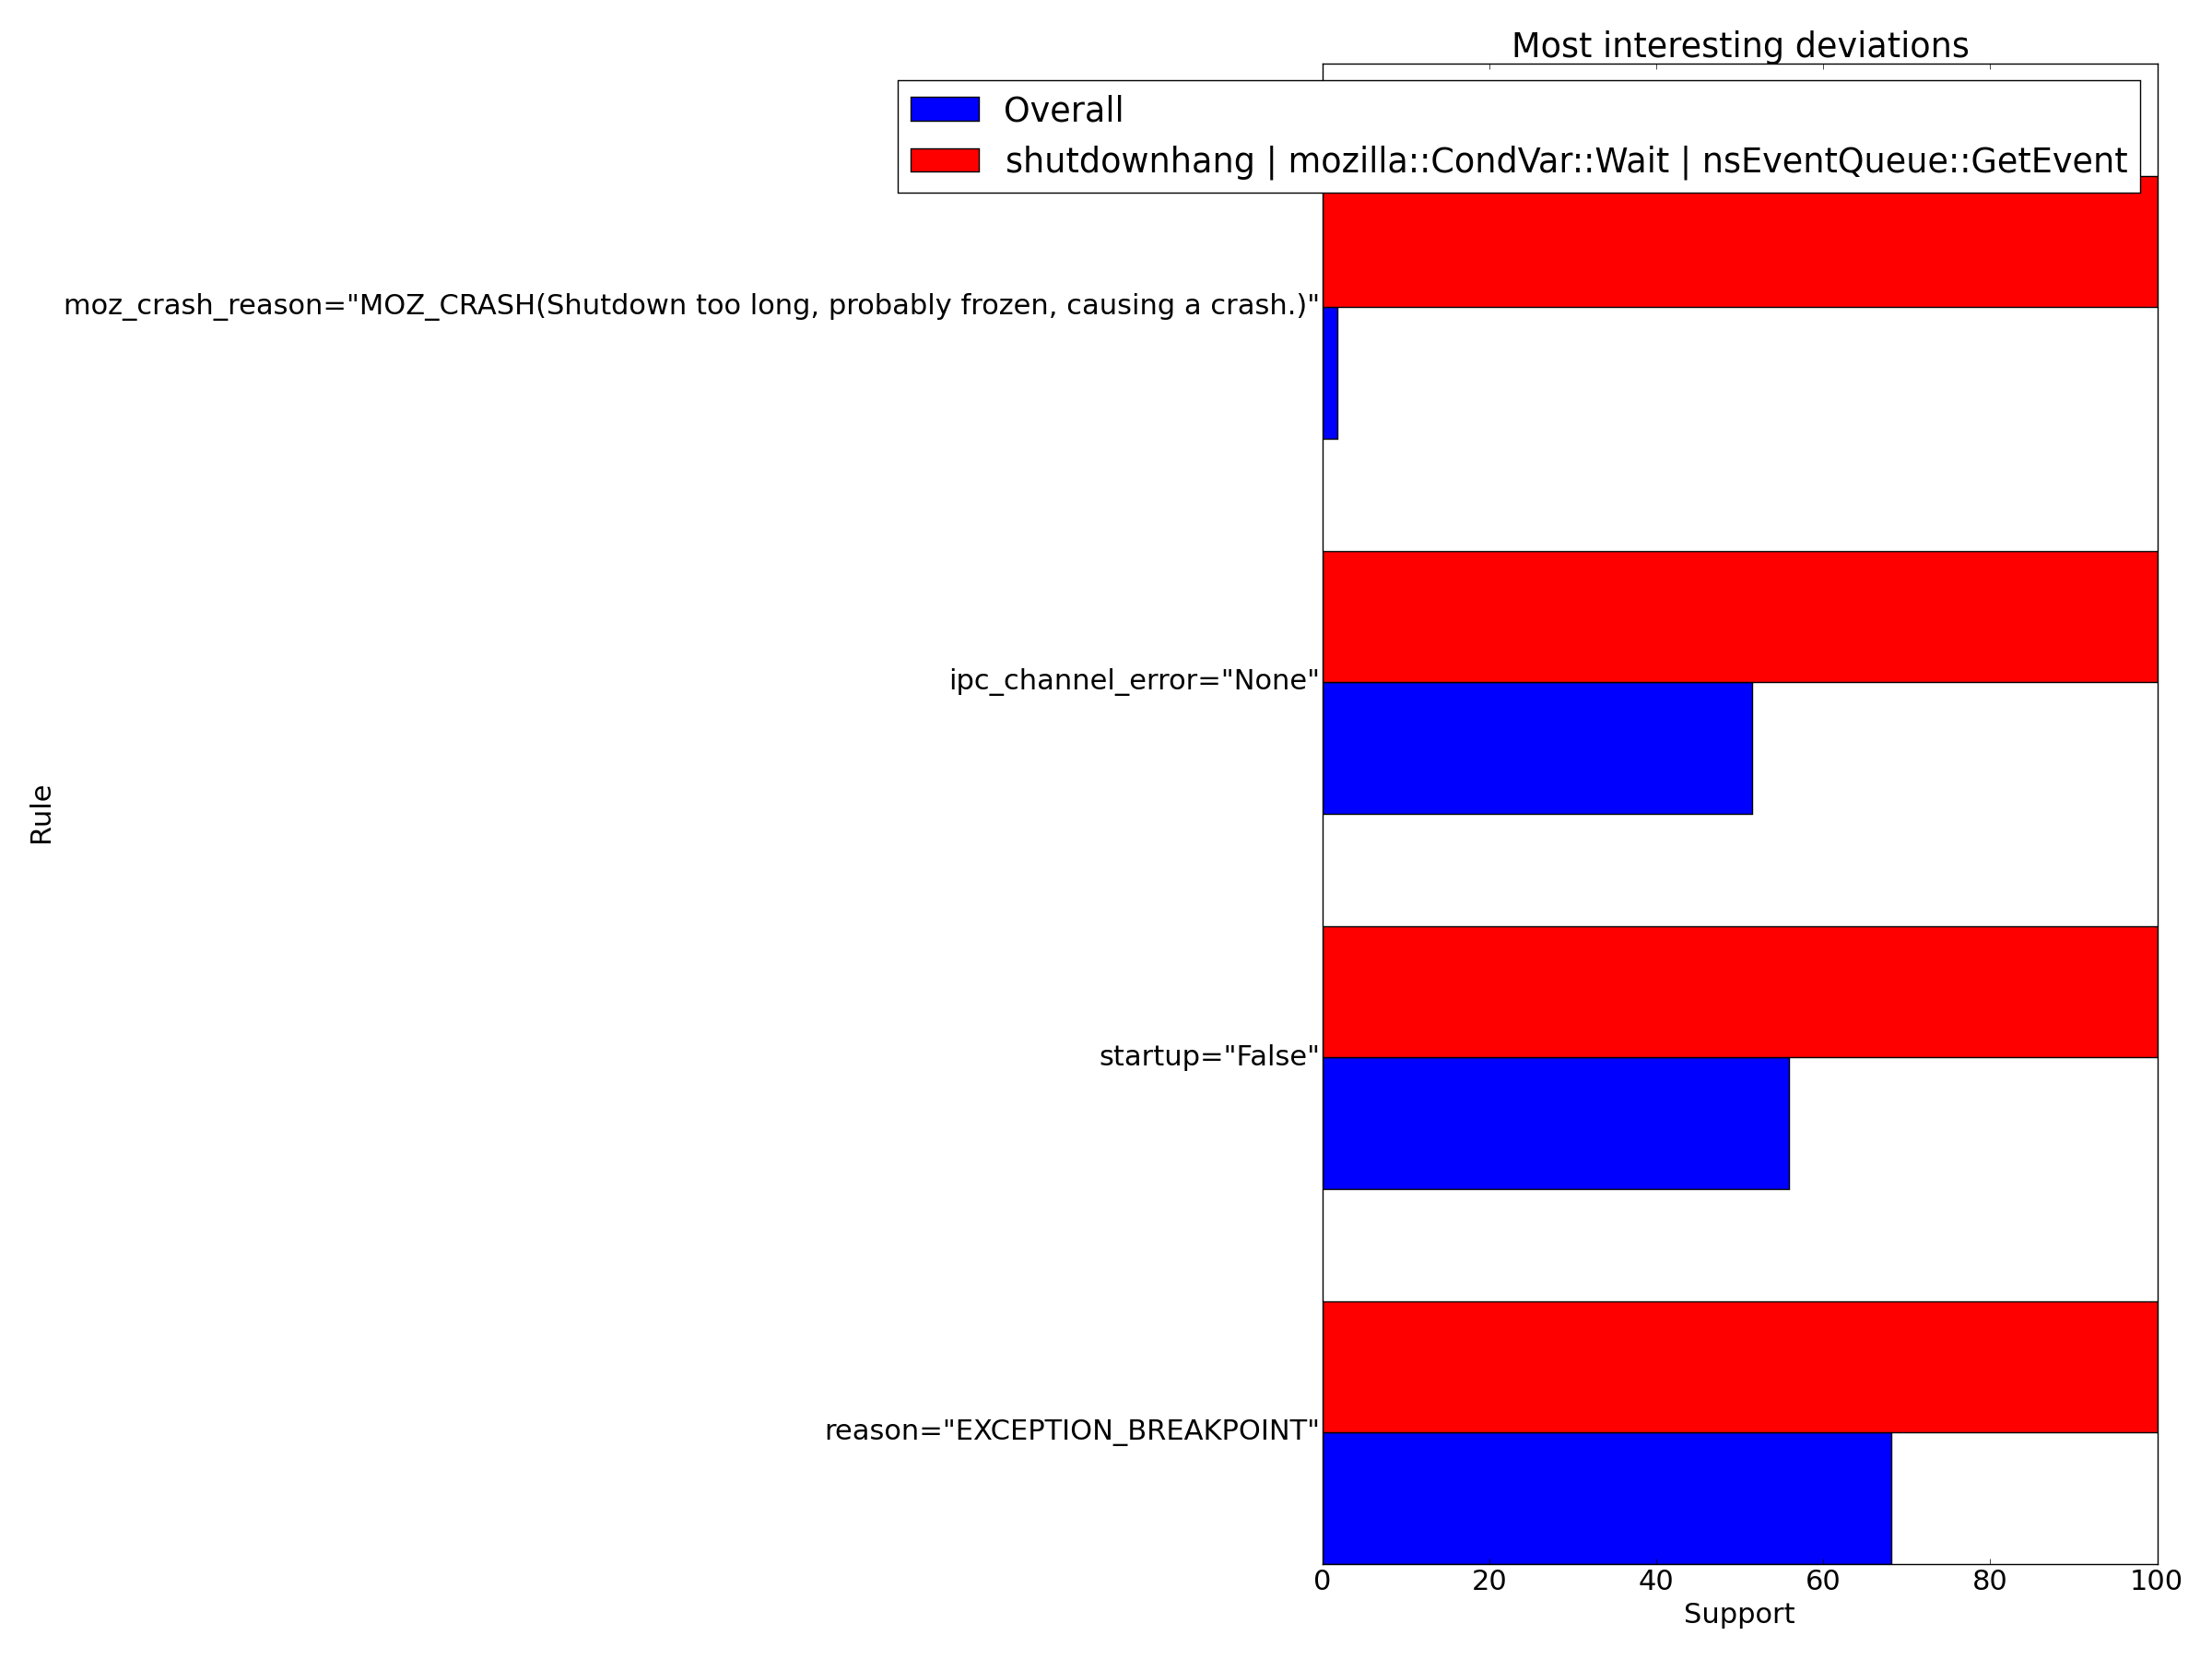 Most interesting deviations
Overall
shutdownhang | mozilla::CondVar::Wait | nsEventQueue::GetEvent
moz_crash_reason="MOZ_CRASH(Shutdown too long, probably frozen, causing a crash.)"
ipc_channel_error="None"
Rule
startup="False"
reason="EXCEPTION_BREAKPOINT"
0 20 40 60 80 100
Support